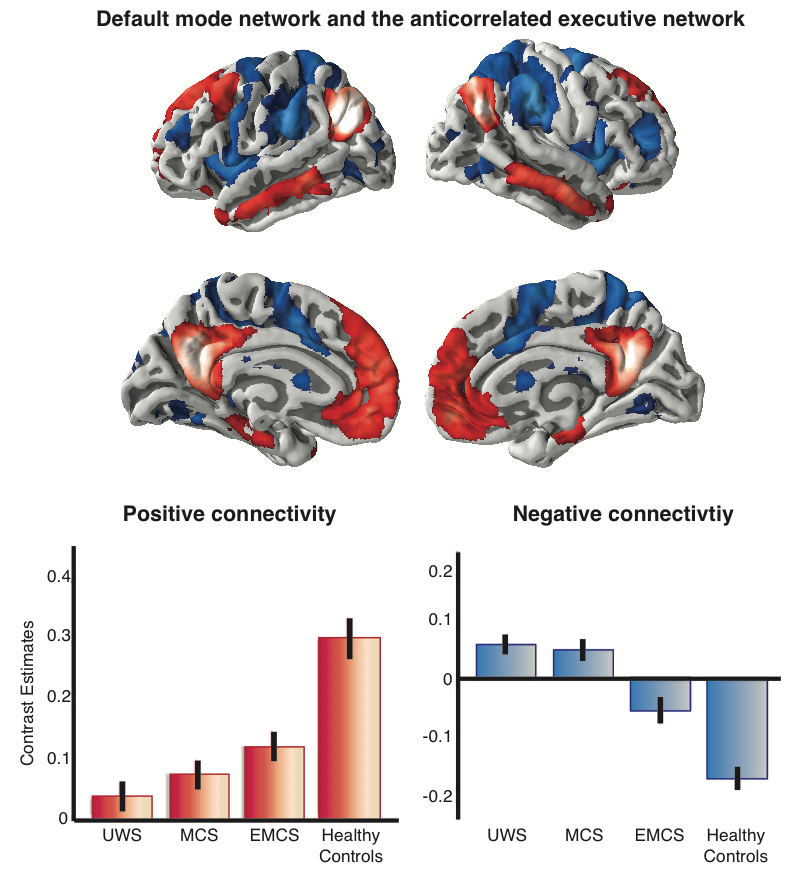 Default mode network and the anticorrelated executive network
Positive connectivity
Contrast Estimates
0.4
0.3
0.2
0.1
0
UWS MCS EMCS Healthy
Controls
Negative connectivtiy
0.2
0.1
0
-0.1
-0.2
UWS MCS EMCS Healthy
Controls